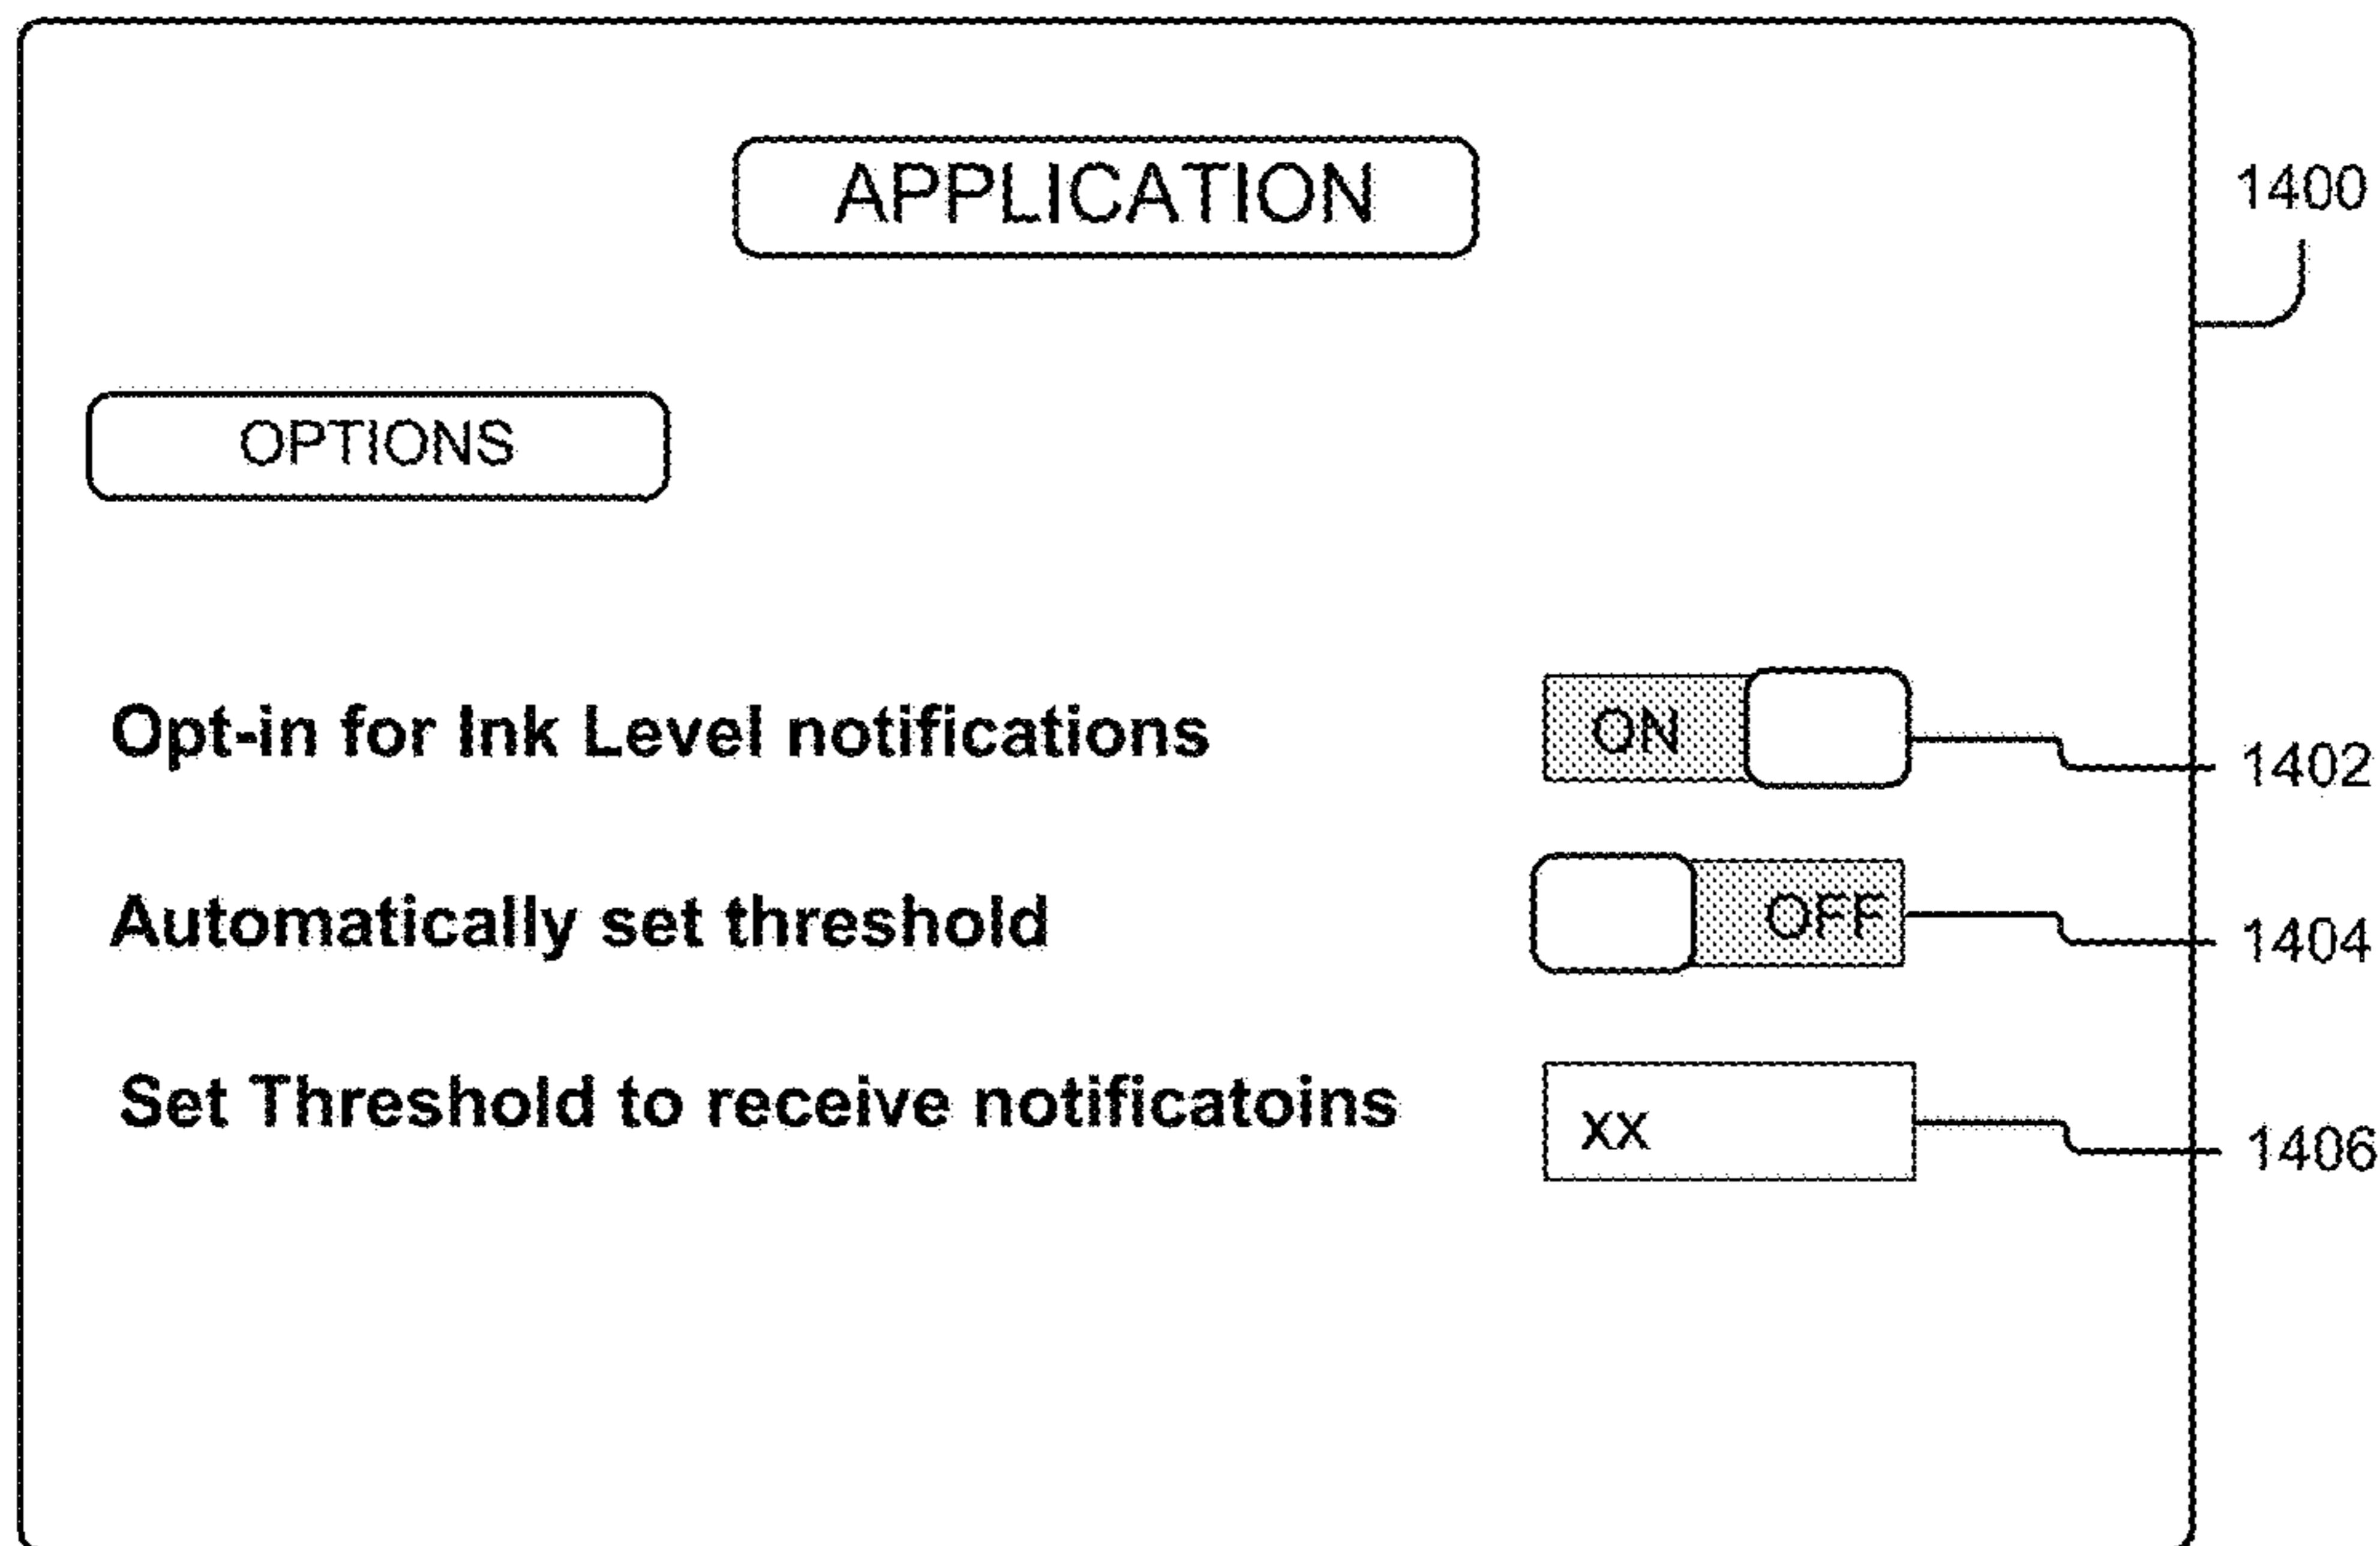 APPLICATION
1400
OPTIONS
Opt-in for Ink Level notifications ON 1402
Automatically set threshold OFF 1404
Set Threshold to receive notificatoins xx 1406